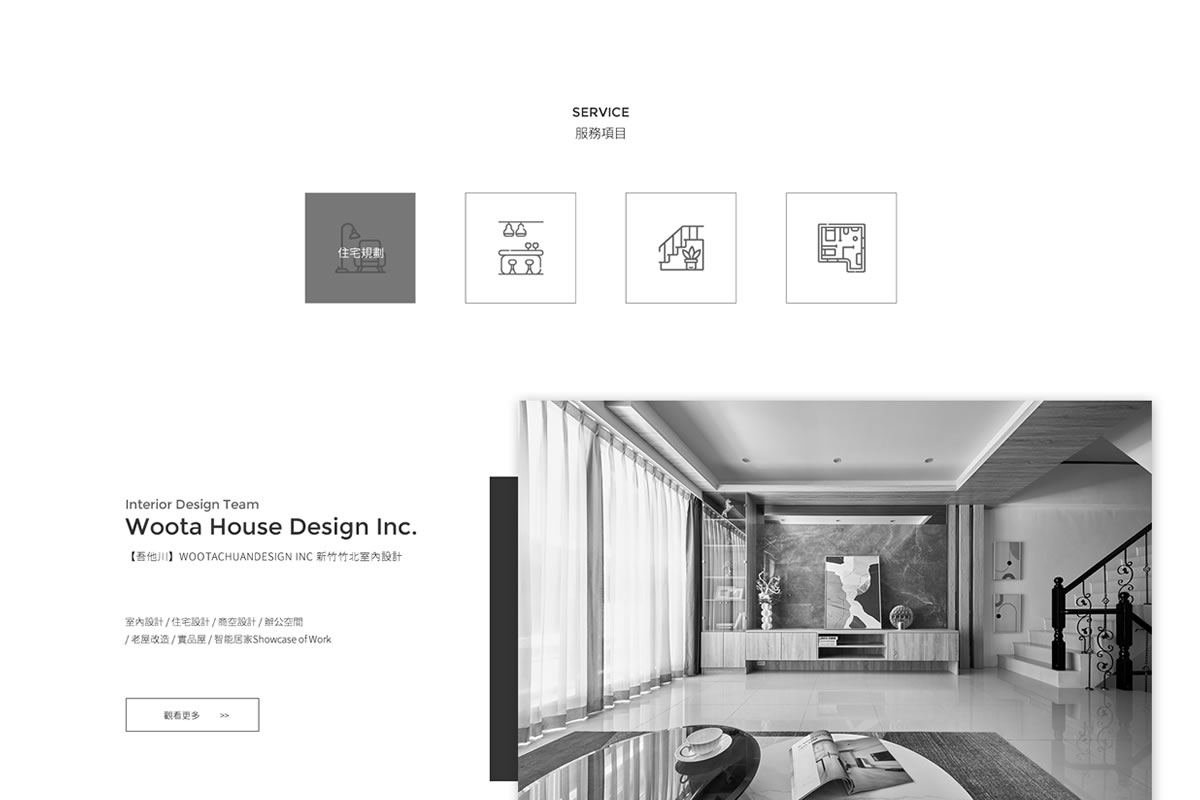 SERVICE
服務項目
住宅規劃
Interior Design Team
Woota House Design Inc.
【吾他川】WOOTACHUANDESIGN INC 新竹竹北室內設計
室內設計 / 住宅設計 / 商空設計 / 辦公空間
/ 老屋改造 / 實品屋 / 智能居家Showcase of Work
觀看更多 >>